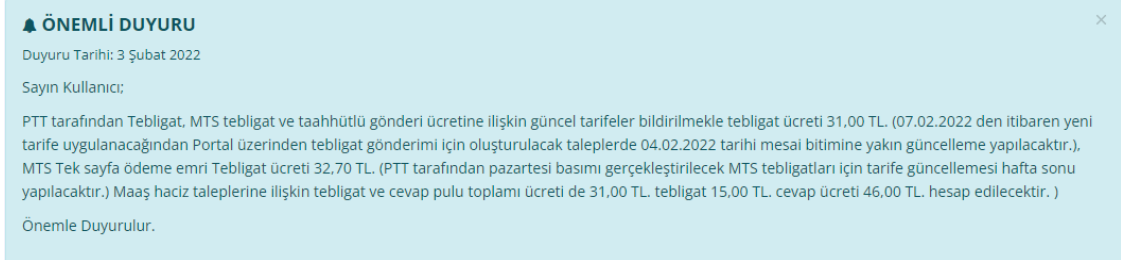 ÖNEMLİ DUYURU
Duyuru Tarihi: 3 Şubat 2022
Sayın Kullanıcı;
PTT tarafından Tebligat, MTS tebligat ve taahhütlü gönderi ücretine ilişkin güncel tarifeler bildirilmekle tebligat ücreti 31,00 TL. (07.02.2022 den itibaren yeni
tarife uygulanacağından Portal üzerinden tebligat gönderimi için oluşturulacak taleplerde 04.02.2022 tarihi mesai bitimine yakın güncelleme yapılacaktır.),
MTS Tek sayfa ödeme emri Tebligat ücreti 32,70 TL. (PTT tarafından pazartesi basımı gerçekleştirilecek MTS tebligatları için tarife güncellemesi hafta sonu
yapılacaktır.) Maaş haciz taleplerine ilişkin tebligat ve cevap pulu toplamı ücreti de 31,00 TL. tebligat 15,00 TL. cevap ücreti 46,00 TL. hesap edilecektir. )
Önemle Duyurulur.